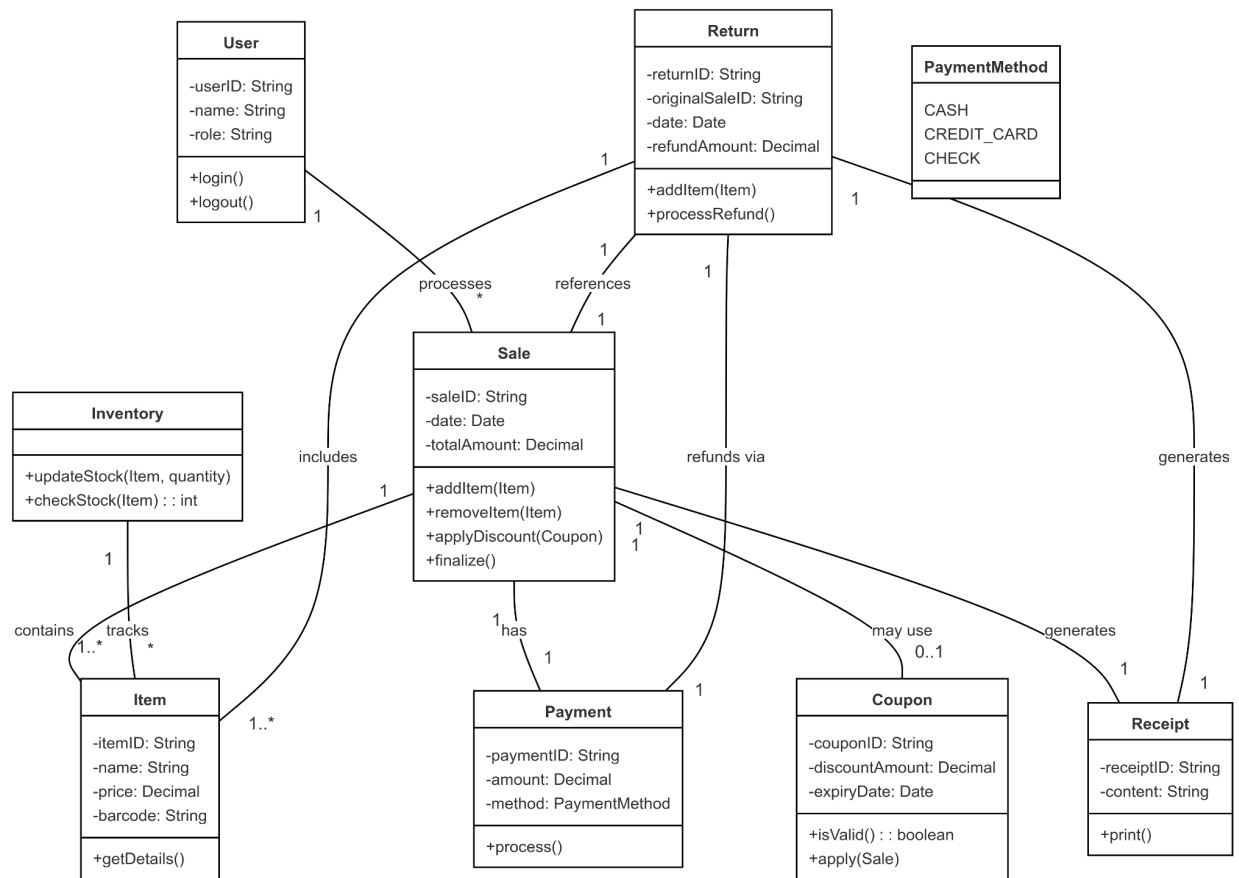 User
-userID: String
-name: String
-role: String
+login()
+logout()
1
Return
-returnID: String
-originalSaleID: String
-date: Date
-refundAmount: Decimal
+addItem(Item)
+processRefund()
1
1
1
1
PaymentMethod
CASH
CREDIT_CARD
CHECK
processes
*
references
1
Sale
-saleID: String
-date: Date
-totalAmount: Decimal
+addItem(Item)
+removeItem(Item)
+applyDiscount(Coupon)
+finalize()
Inventory
+updateStock(Item, quantity)
+checkStock(Item) : : int
includes
refunds via
generates
1
1
1
1
1
contains
1..*
tracks
*
has
1
may use
0..1
generates
1
1
1
1..*
Item
-itemID: String
-name: String
-price: Decimal
-barcode: String
+getDetails()
Payment
-paymentID: String
-amount: Decimal
-method: PaymentMethod
+process()
Coupon
-couponID: String
-discountAmount: Decimal
-expiryDate: Date
+isValid() : : boolean
+apply(Sale)
Receipt
-receiptID: String
-content: String
+print()